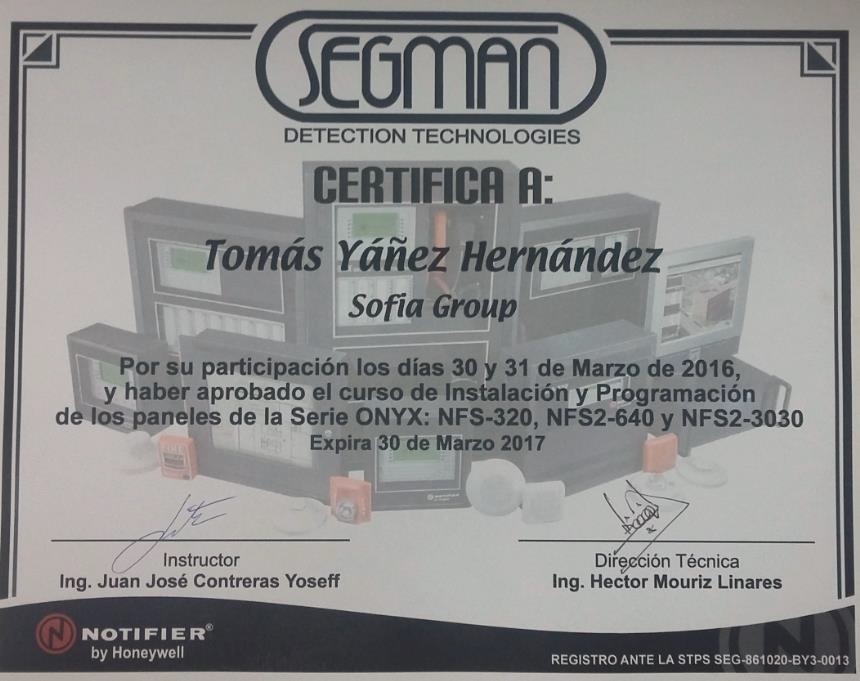 SEGMAN
DETECTION TECHNOLOGIES
CERTIFICA A:
Tomás Yáñez Hernández
Sofia Group
Por su participación los días 30 y 31 de Marzo de 2016,
y haber aprobado el curso de Instalación y Programación
de los paneles de la Serie ONYX: NFS-320, NFS2-640 y NFS2-3030
Expira 30 de Marzo 2017
Instructor
Ing. Juan José Contreras Yoseff
Dirección Técnica
Ing. Hector Mouriz Linares
N NOTIFIER®
by Honeywell
REGISTRO ANTE LA STPS SEG-861020-BY3-0013